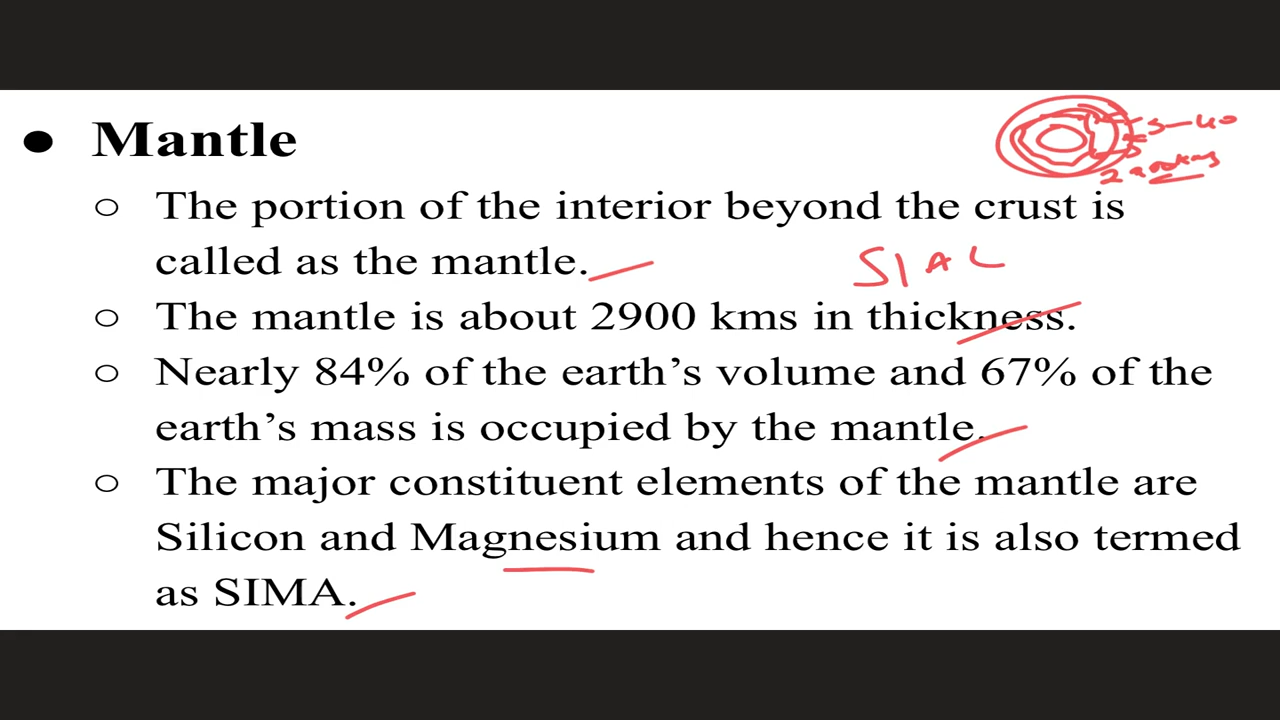 ● Mantle
○ The portion of the interior beyond the crust is
called as the mantle.
SIAL
○ The mantle is about 2900 kms in thickness.
○ Nearly 84% of the earth’s volume and 67% of the
earth’s mass is occupied by the mantle.
○ The major constituent elements of the mantle are
Silicon and Magnesium and hence it is also termed
as SIMA.